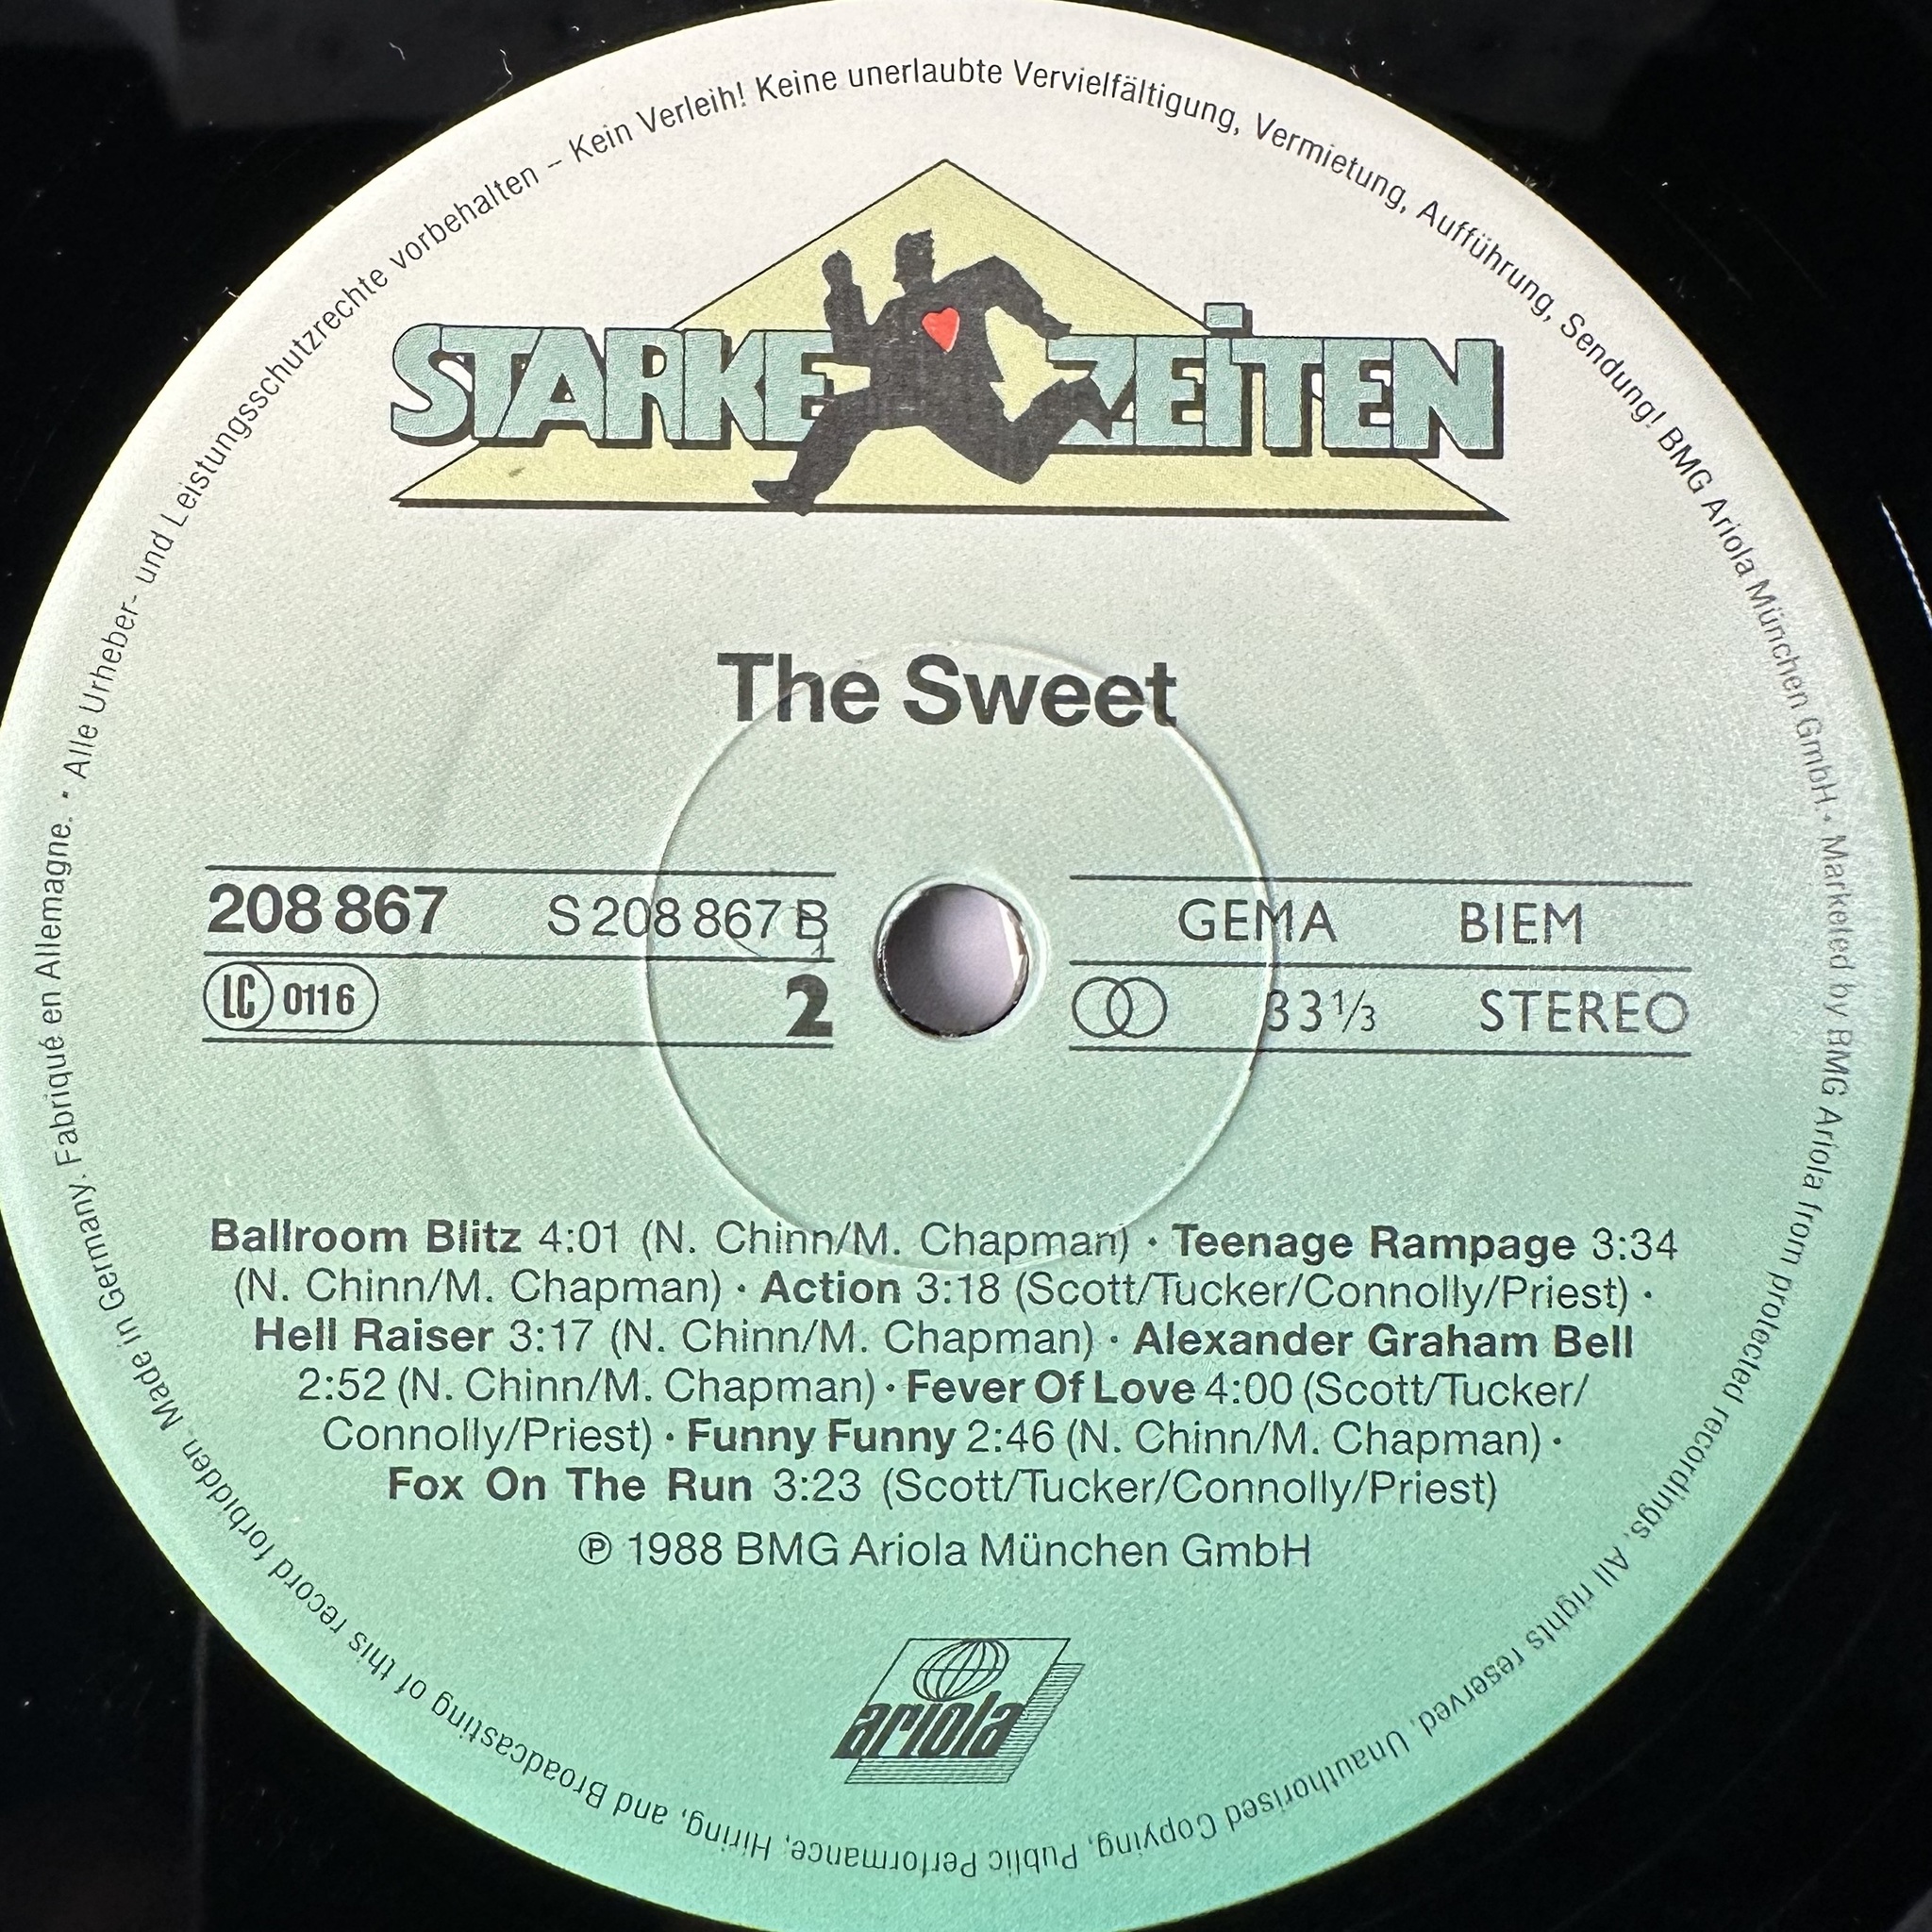 Alle Urheber- und Leistungsschutzrechte vorbehalten – Kein Verleih! Keine unerlaubte Vervielfältigung, Vermietung, Aufführung, Sendung! BMG Ariola München GmbH • Marketed by BMG Ariola from protected recordings. All rights reserved. Unauthorised Copying, Public Performance, Hiring, and Broadcasting of this record forbidden. Made in Germany. Fabriqué en Allemagne. •
STARKE ZEiTEN
The Sweet
208 867 S 208 867 B GEMA BIEM
LC 0116 2 33⅓ STEREO
Ballroom Blitz 4:01 (N. Chinn/M. Chapman) · Teenage Rampage 3:34
(N. Chinn/M. Chapman) · Action 3:18 (Scott/Tucker/Connolly/Priest) ·
Hell Raiser 3:17 (N. Chinn/M. Chapman) · Alexander Graham Bell
2:52 (N. Chinn/M. Chapman) · Fever Of Love 4:00 (Scott/Tucker/
Connolly/Priest) · Funny Funny 2:46 (N. Chinn/M. Chapman) ·
Fox On The Run 3:23 (Scott/Tucker/Connolly/Priest)
℗ 1988 BMG Ariola München GmbH
ariola